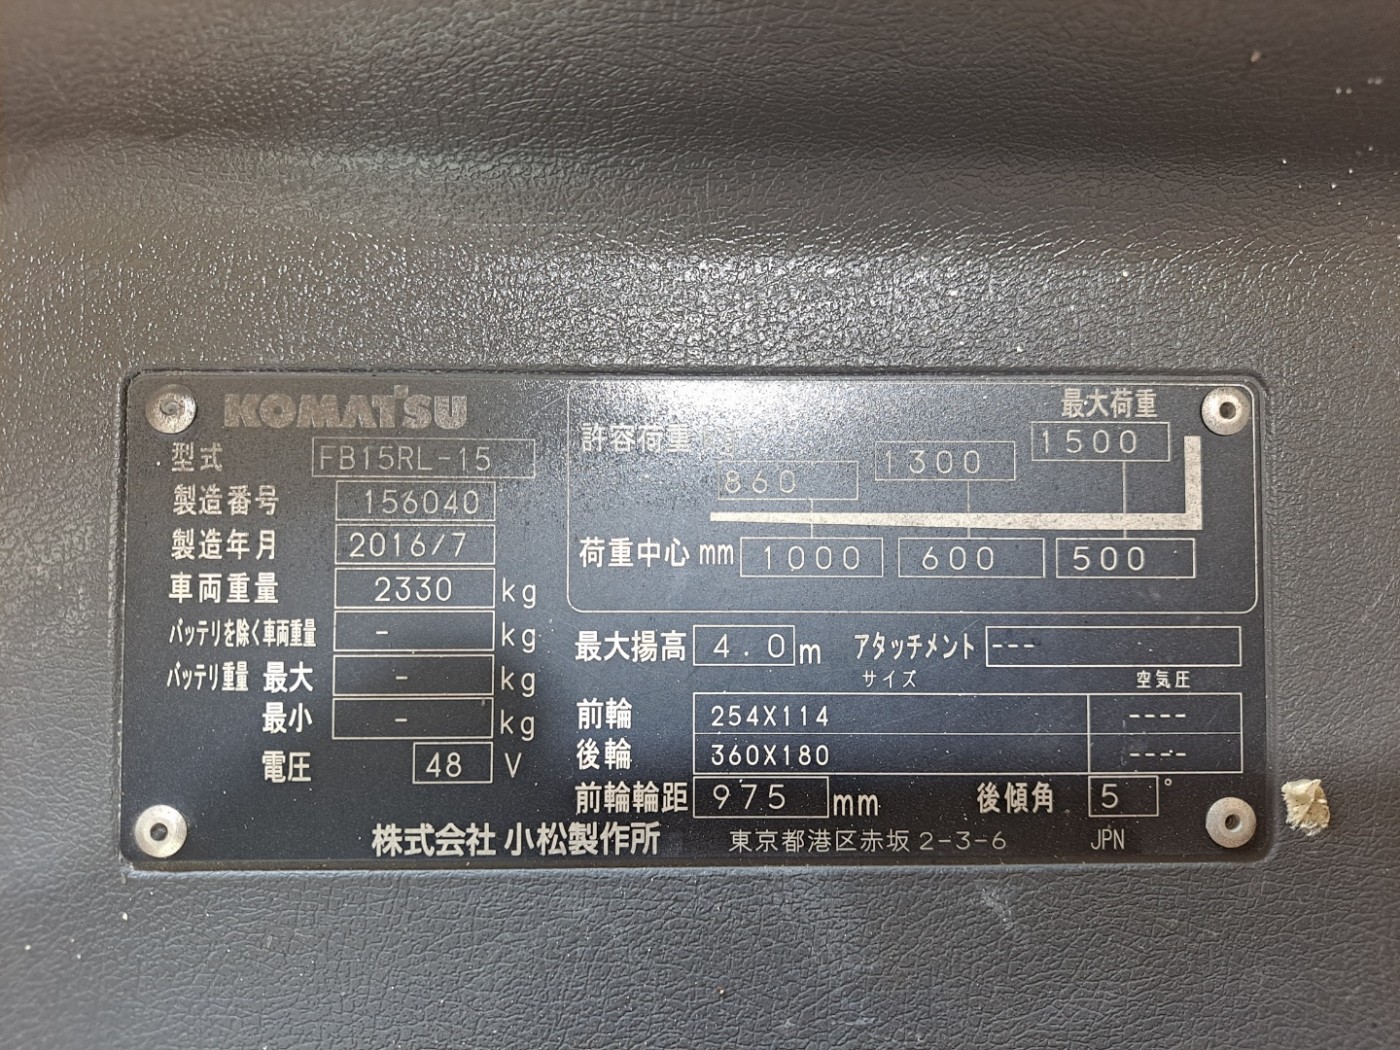 KOMATSU
型式 FB15RL-15
製造番号 156040
製造年月 2016/7
車両重量 2330 kg
バッテリを除く車両重量 - kg
バッテリ重量 最大 - kg
最小 - kg
電圧 48 V
最大荷重
許容荷重 860 1300 1500
荷重中心 mm 1000 600 500
最大揚高 4.0 m アタッチメント ---
サイズ 空気圧
前輪 254X114 ----
後輪 360X180 ----
前輪輪距 975 mm 後傾角 5 °
株式会社 小松製作所 東京都港区赤坂 2-3-6 JPN